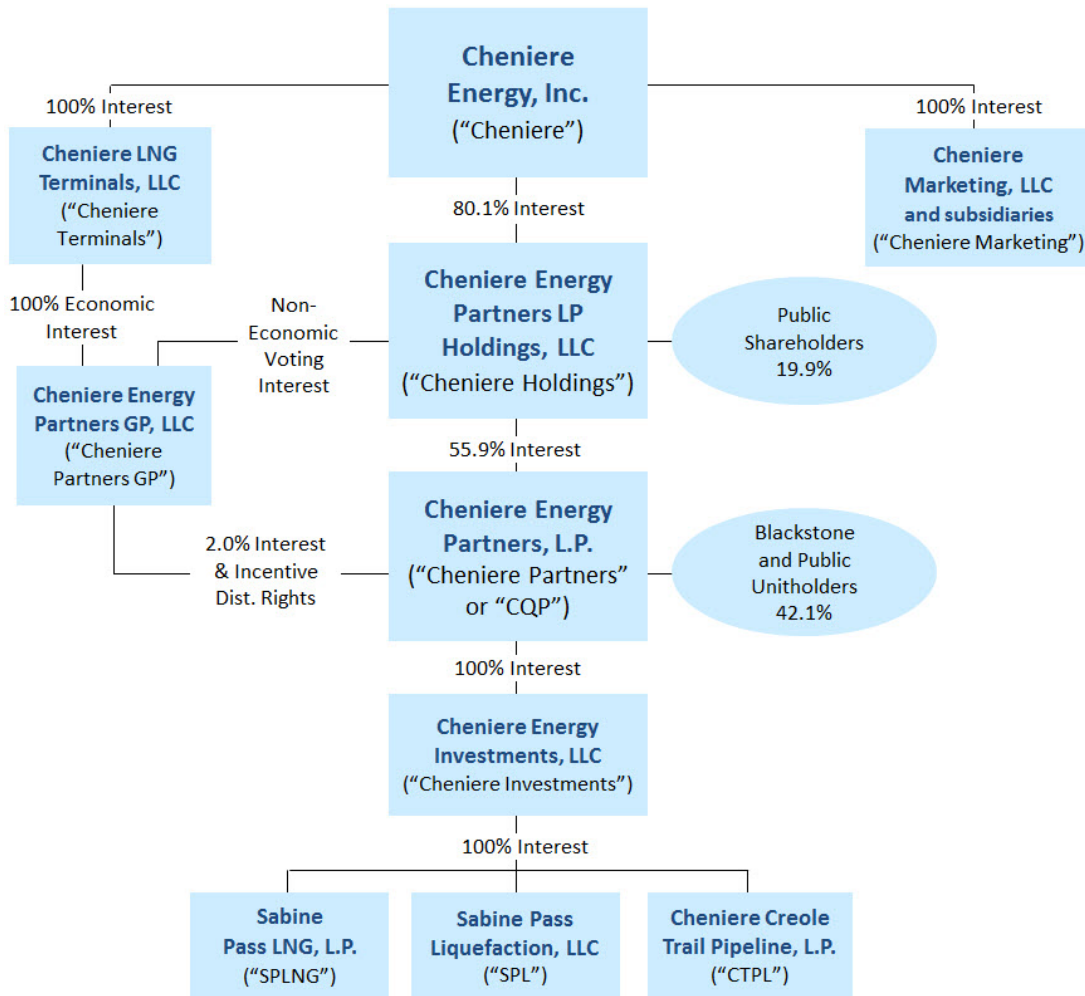 Cheniere
Energy, Inc.
(“Cheniere”)
100% Interest
100% Interest
Cheniere LNG
Terminals, LLC
(“Cheniere
Terminals”)
80.1% Interest
Cheniere
Marketing, LLC
and subsidiaries
(“Cheniere Marketing”)
100% Economic
Interest
Non-
Economic
Voting
Interest
Cheniere Energy
Partners LP
Holdings, LLC
(“Cheniere Holdings”)
Public
Shareholders
19.9%
Cheniere Energy
Partners GP, LLC
(“Cheniere
Partners GP”)
55.9% Interest
2.0% Interest
& Incentive
Dist. Rights
Cheniere Energy
Partners, L.P.
(“Cheniere Partners”
or “CQP”)
Blackstone
and Public
Unitholders
42.1%
100% Interest
Cheniere Energy
Investments, LLC
(“Cheniere Investments”)
100% Interest
Sabine
Pass LNG, L.P.
(“SPLNG”)
Sabine Pass
Liquefaction, LLC
(“SPL”)
Cheniere Creole
Trail Pipeline, L.P.
(“CTPL”)